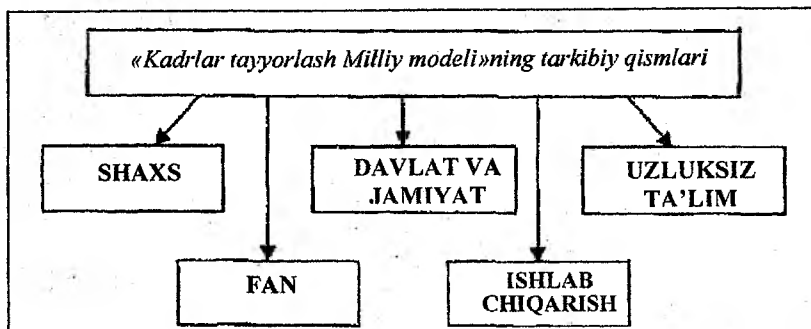 «Kadrlar tayyorlash Milliy modeli»ning tarkibiy qismlari
SHAXS
DAVLAT VA
JAMIYAT
UZLUKSIZ
TA’LIM
FAN
ISHLAB
CHIQARISH